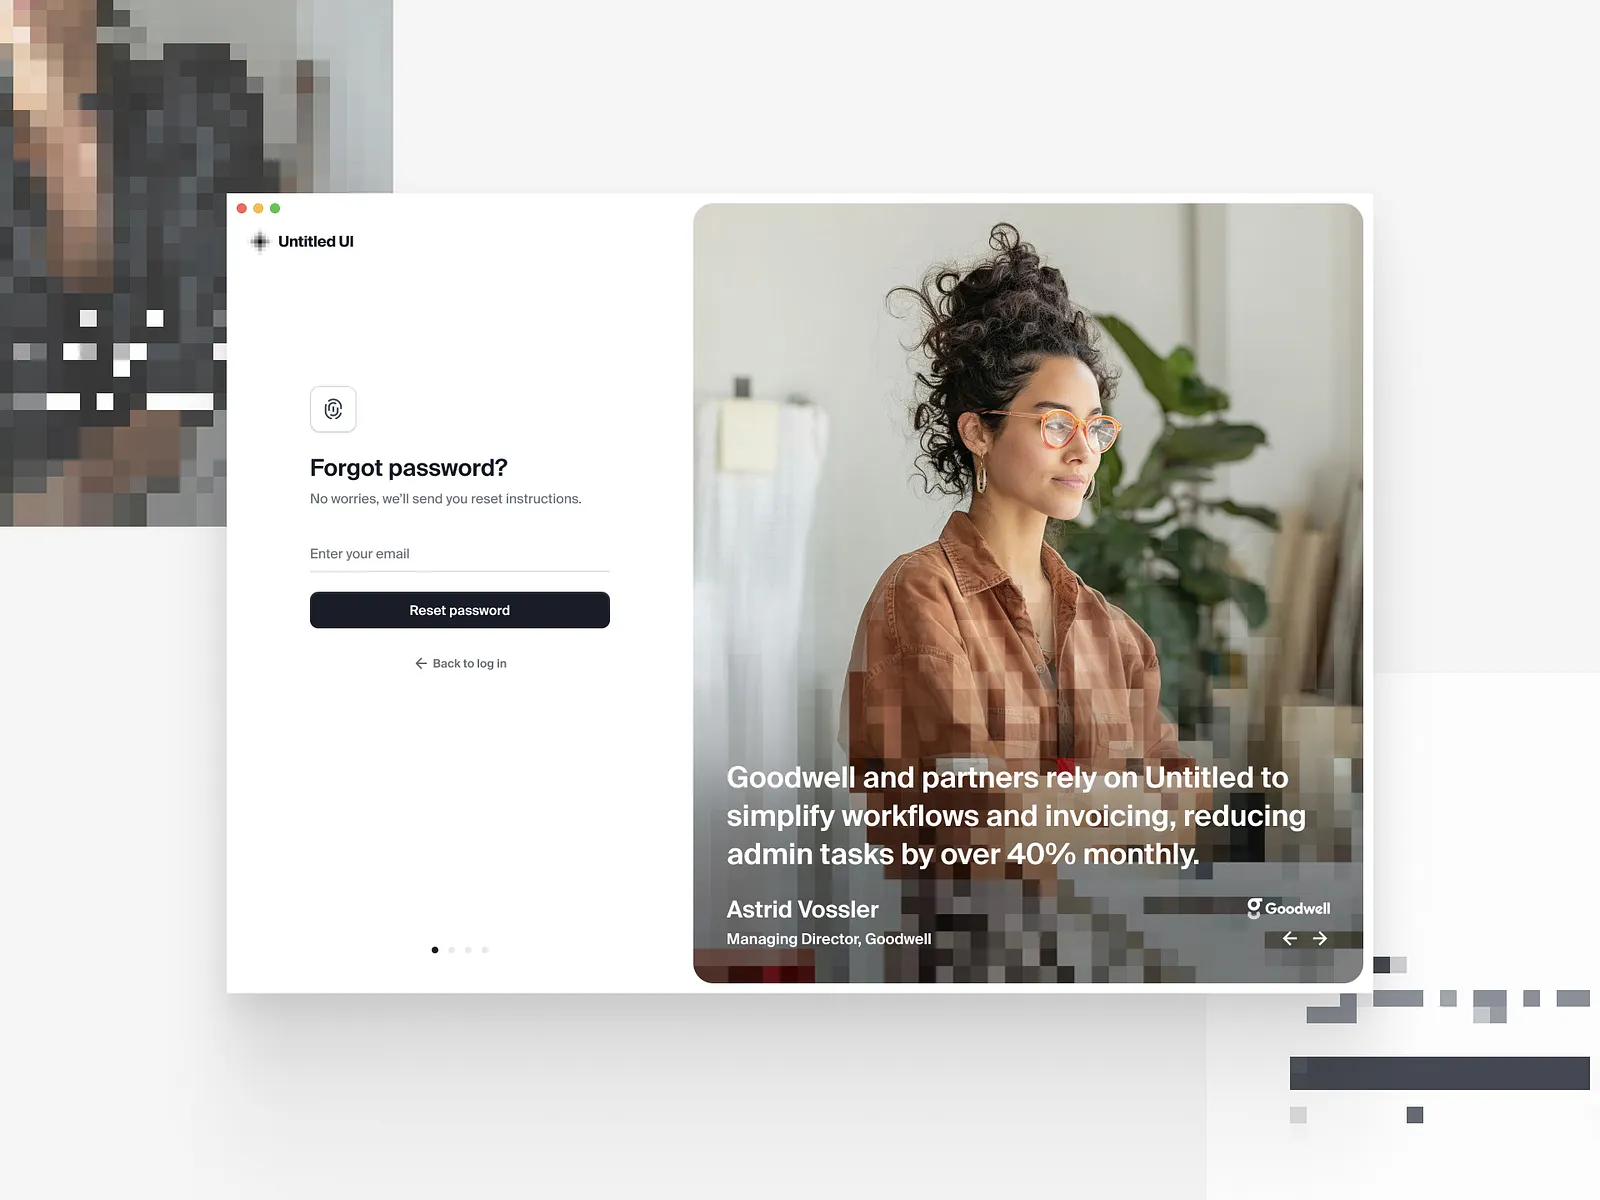 Untitled UI
Forgot password?
No worries, we'll send you reset instructions.
Enter your email
Reset password
Back to log in
Goodwell and partners rely on Untitled to
simplify workflows and invoicing, reducing
admin tasks by over 40% monthly.
Astrid Vossler
Managing Director, Goodwell
Goodwell